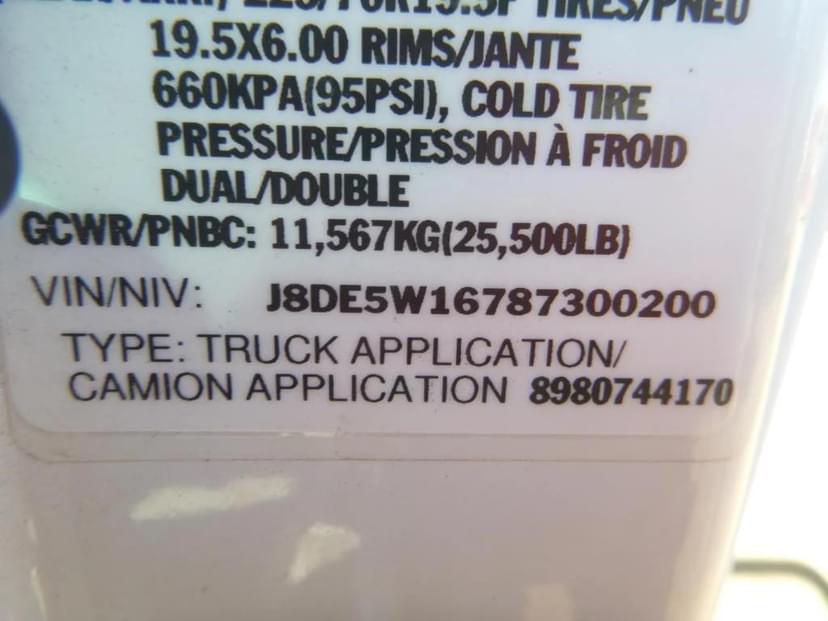 19.5X6.00 RIMS/JANTE
660KPA(95PSI), COLD TIRE
PRESSURE/PRESSION À FROID
DUAL/DOUBLE
GCWR/PNBC: 11,567KG(25,500LB)
VIN/NIV: J8DE5W16787300200
TYPE: TRUCK APPLICATION/
CAMION APPLICATION 8980744170